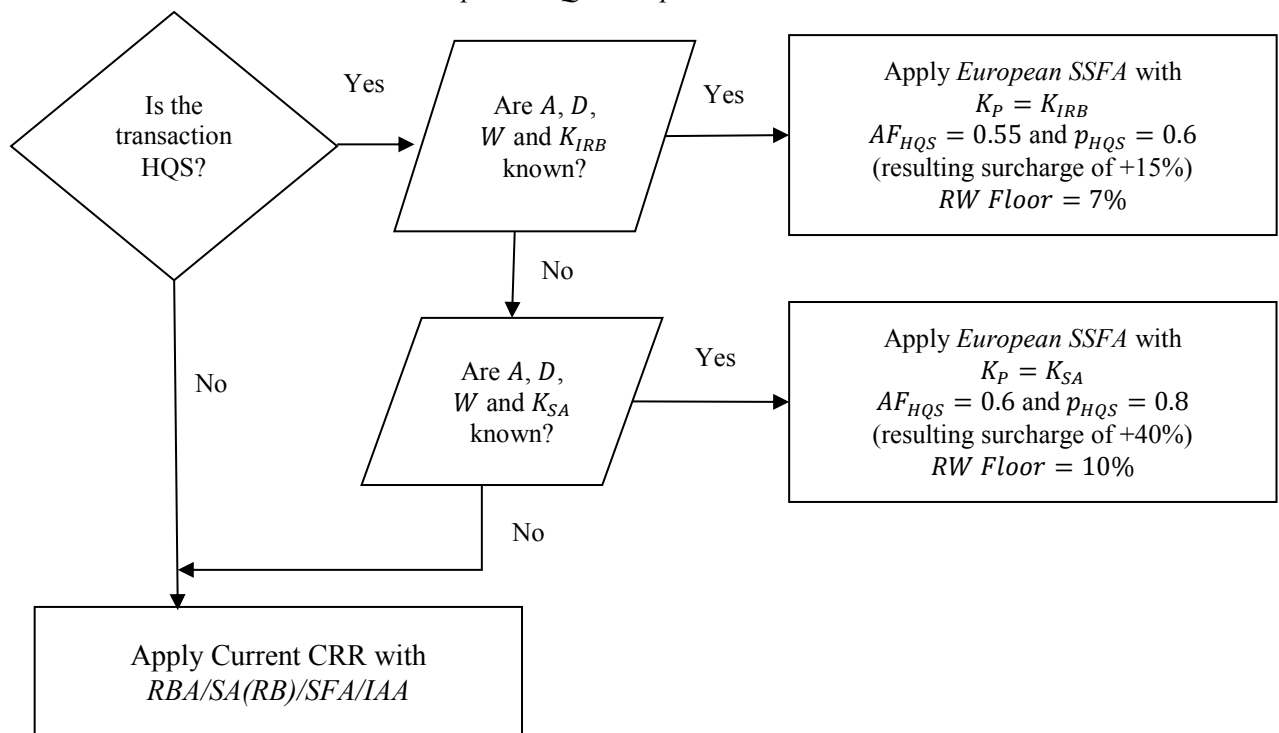 Is the
transaction
HQS?
Yes
Are A, D,
W and K_IRB
known?
Yes
Apply European SSFA with
K_P = K_IRB
AF_HQS = 0.55 and p_HQS = 0.6
(resulting surcharge of +15%)
RW Floor = 7%
No
No
Are A, D,
W and K_SA
known?
Yes
Apply European SSFA with
K_P = K_SA
AF_HQS = 0.6 and p_HQS = 0.8
(resulting surcharge of +40%)
RW Floor = 10%
No
Apply Current CRR with
RBA/SA(RB)/SFA/IAA